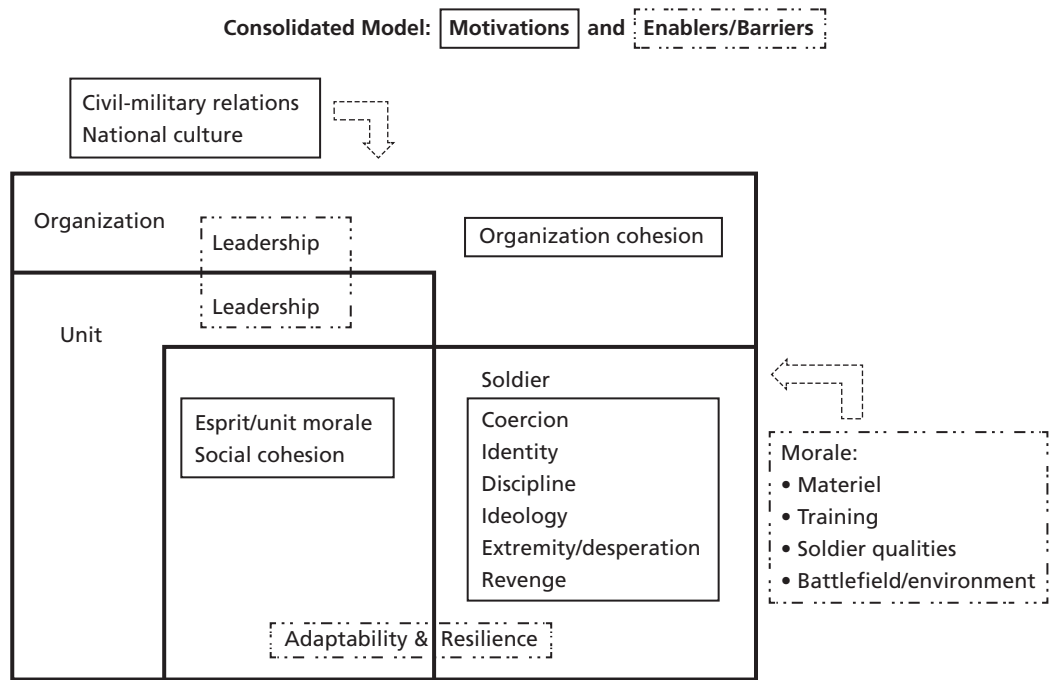 Consolidated Model: Motivations and Enablers/Barriers
Civil-military relations
National culture
Organization
Leadership
Organization cohesion
Leadership
Unit
Soldier
Esprit/unit morale
Social cohesion
Coercion
Identity
Discipline
Ideology
Extremity/desperation
Revenge
Morale:
• Materiel
• Training
• Soldier qualities
• Battlefield/environment
Adaptability & Resilience